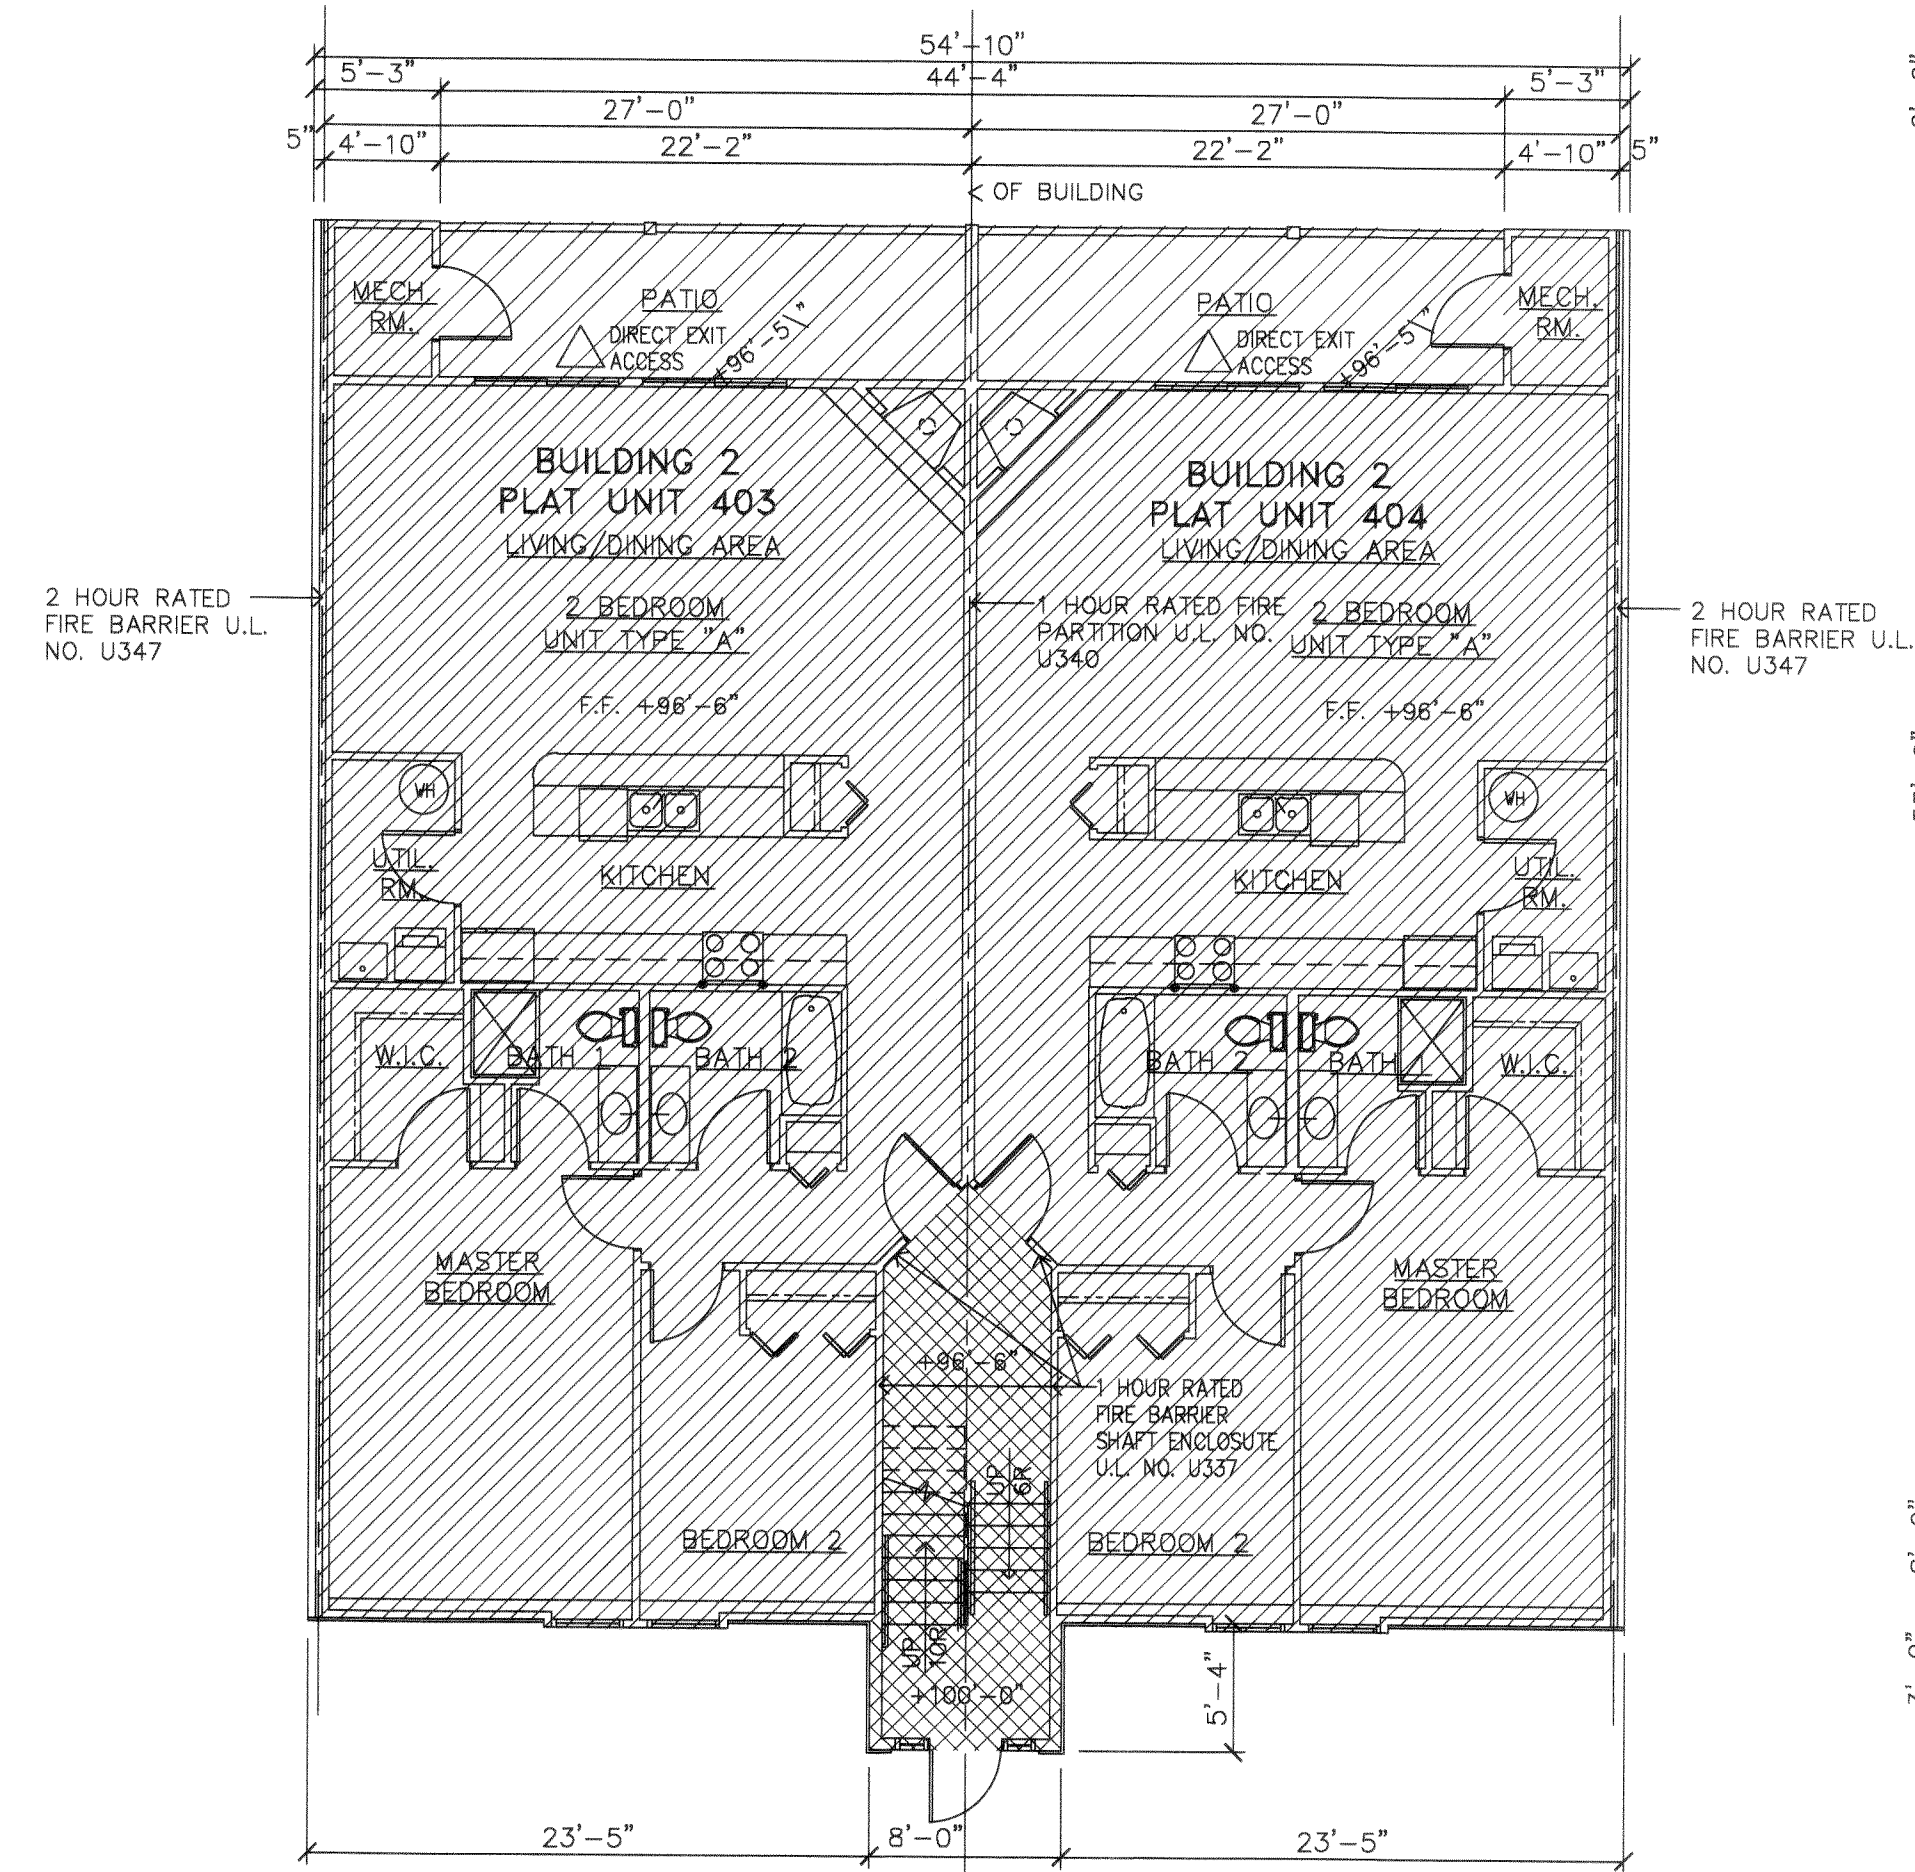 54'-10"
5'-3" 44'-4" 5'-3"
27'-0" 27'-0"
5" 4'-10" 22'-2" 22'-2" 4'-10" 5"
OF BUILDING
MECH.
RM.
PATIO
DIRECT EXIT
ACCESS
PATIO
DIRECT EXIT
ACCESS
MECH.
RM.
BUILDING 2
PLAT UNIT 403
LIVING/DINING AREA
2 BEDROOM
UNIT TYPE "A"
F.F. +96'-6"
BUILDING 2
PLAT UNIT 404
LIVING/DINING AREA
2 BEDROOM
UNIT TYPE "A"
F.F. +96'-6"
2 HOUR RATED
FIRE BARRIER U.L.
NO. U347
1 HOUR RATED FIRE
PARTITION U.L. NO.
U340
2 HOUR RATED
FIRE BARRIER U.L.
NO. U347
WH
UTIL.
RM.
KITCHEN
KITCHEN
WH
UTIL.
RM.
W.I.C.
BATH 1
BATH 2
BATH 2
BATH 1
W.I.C.
MASTER
BEDROOM
MASTER
BEDROOM
+96'-6"
1 HOUR RATED
FIRE BARRIER
SHAFT ENCLOSUTE
U.L. NO. U337
UP
6R
BEDROOM 2
BEDROOM 2
UP
10R
+100'-0"
5'-4"
23'-5" 8'-0" 23'-5"